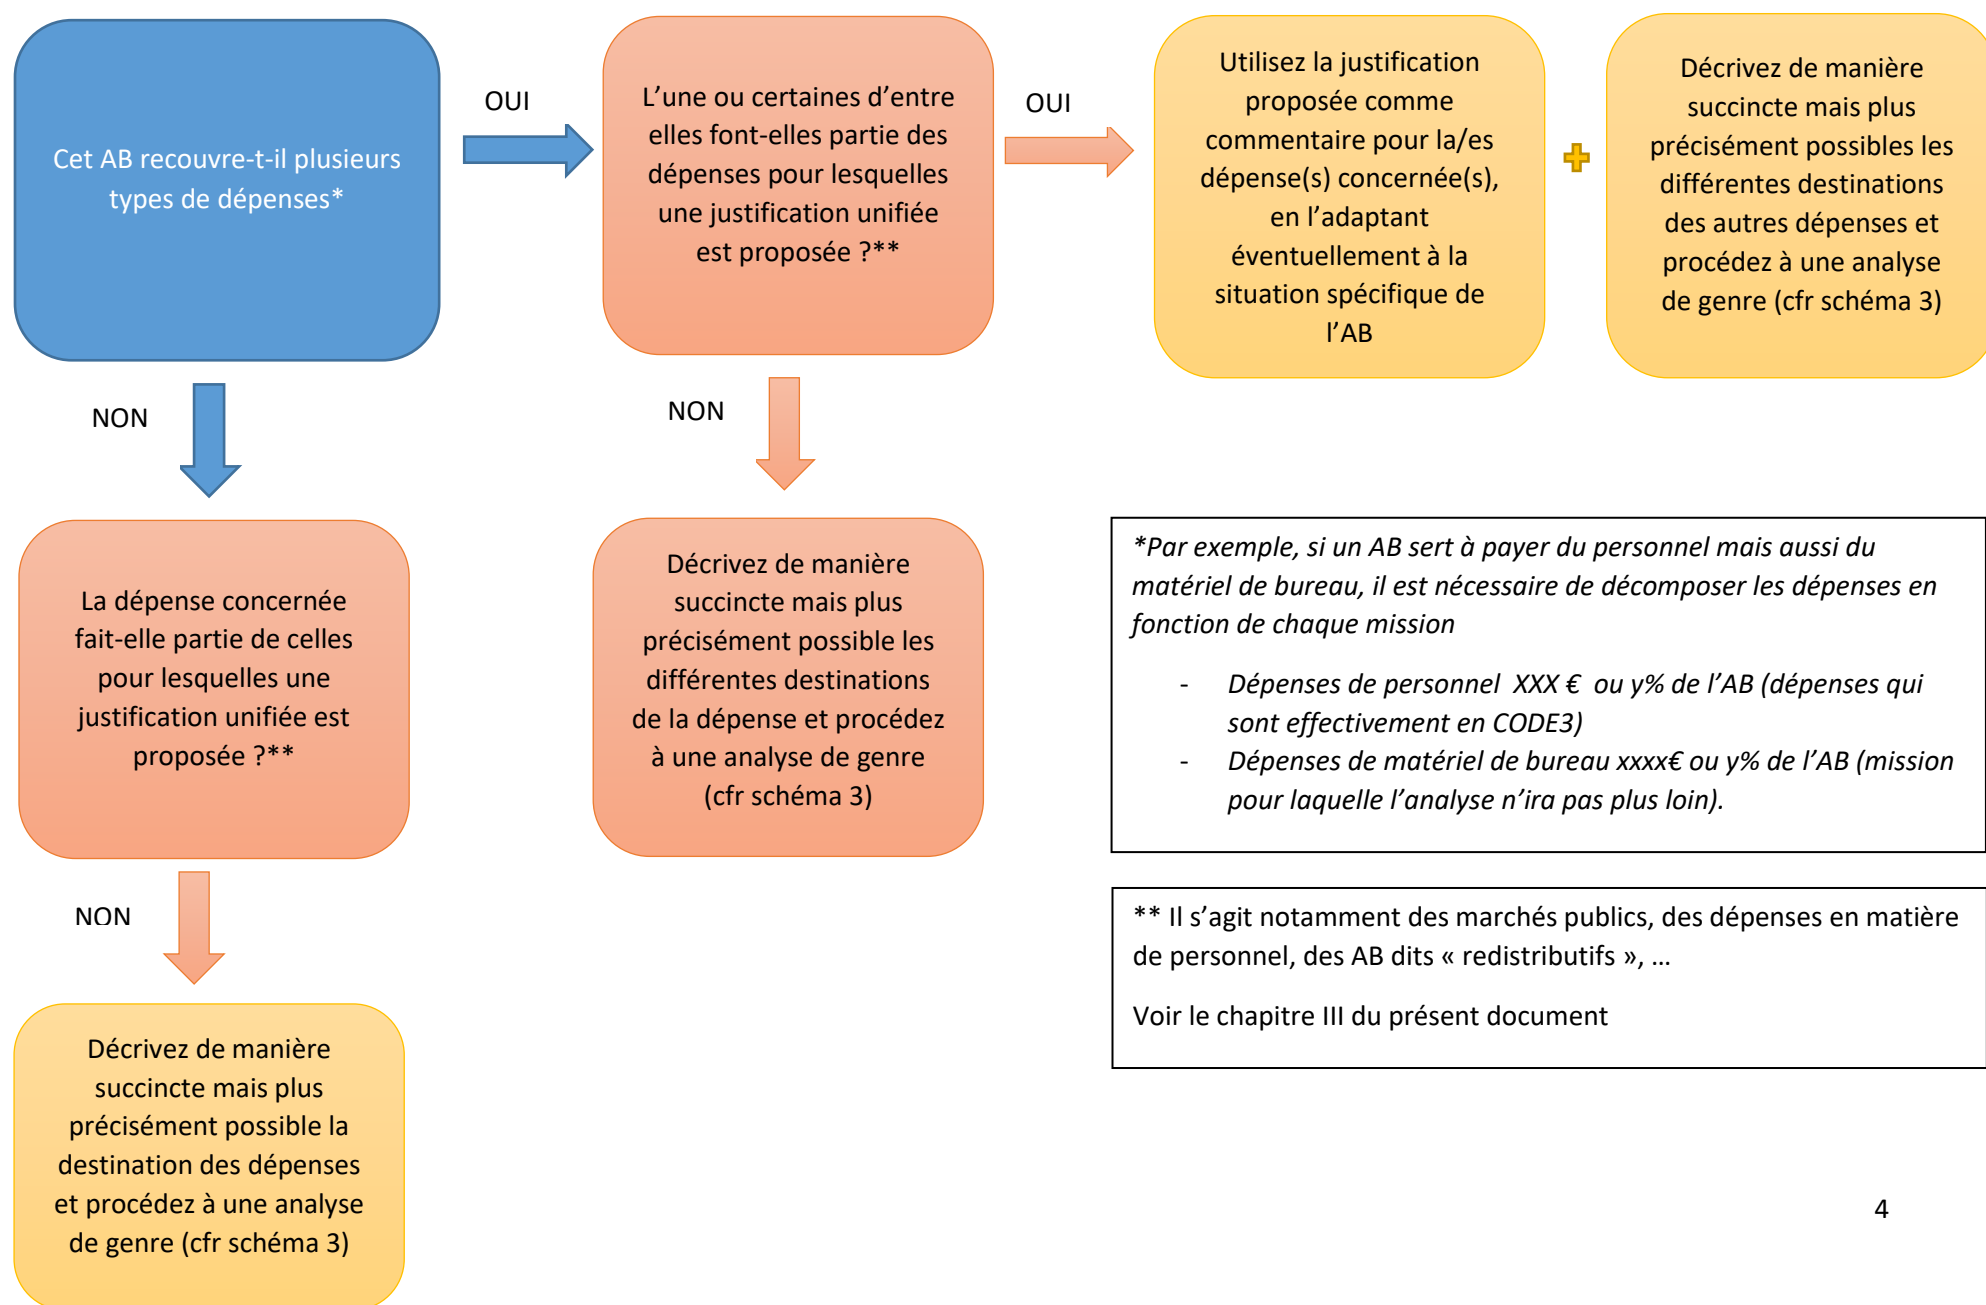 Cet AB recouvre-t-il plusieurs
types de dépenses*
OUI
L’une ou certaines d’entre
elles font-elles partie des
dépenses pour lesquelles
une justification unifiée
est proposée ?**
OUI
Utilisez la justification
proposée comme
commentaire pour la/es
dépense(s) concernée(s),
en l’adaptant
éventuellement à la
situation spécifique de
l’AB
Décrivez de manière
succincte mais plus
précisément possibles les
différentes destinations
des autres dépenses et
procédez à une analyse
de genre (cfr schéma 3)
NON
NON
La dépense concernée
fait-elle partie de celles
pour lesquelles une
justification unifiée est
proposée ?**
Décrivez de manière
succincte mais plus
précisément possible les
différentes destinations
de la dépense et procédez
à une analyse de genre
(cfr schéma 3)
*Par exemple, si un AB sert à payer du personnel mais aussi du
matériel de bureau, il est nécessaire de décomposer les dépenses en
fonction de chaque mission
- Dépenses de personnel XXX € ou y% de l’AB (dépenses qui
sont effectivement en CODE3)
- Dépenses de matériel de bureau xxxx€ ou y% de l’AB (mission
pour laquelle l’analyse n’ira pas plus loin).
NON
** Il s’agit notamment des marchés publics, des dépenses en matière
de personnel, des AB dits « redistributifs », …
Voir le chapitre III du présent document
Décrivez de manière
succincte mais plus
précisément possible la
destination des dépenses
et procédez à une analyse
de genre (cfr schéma 3)
4